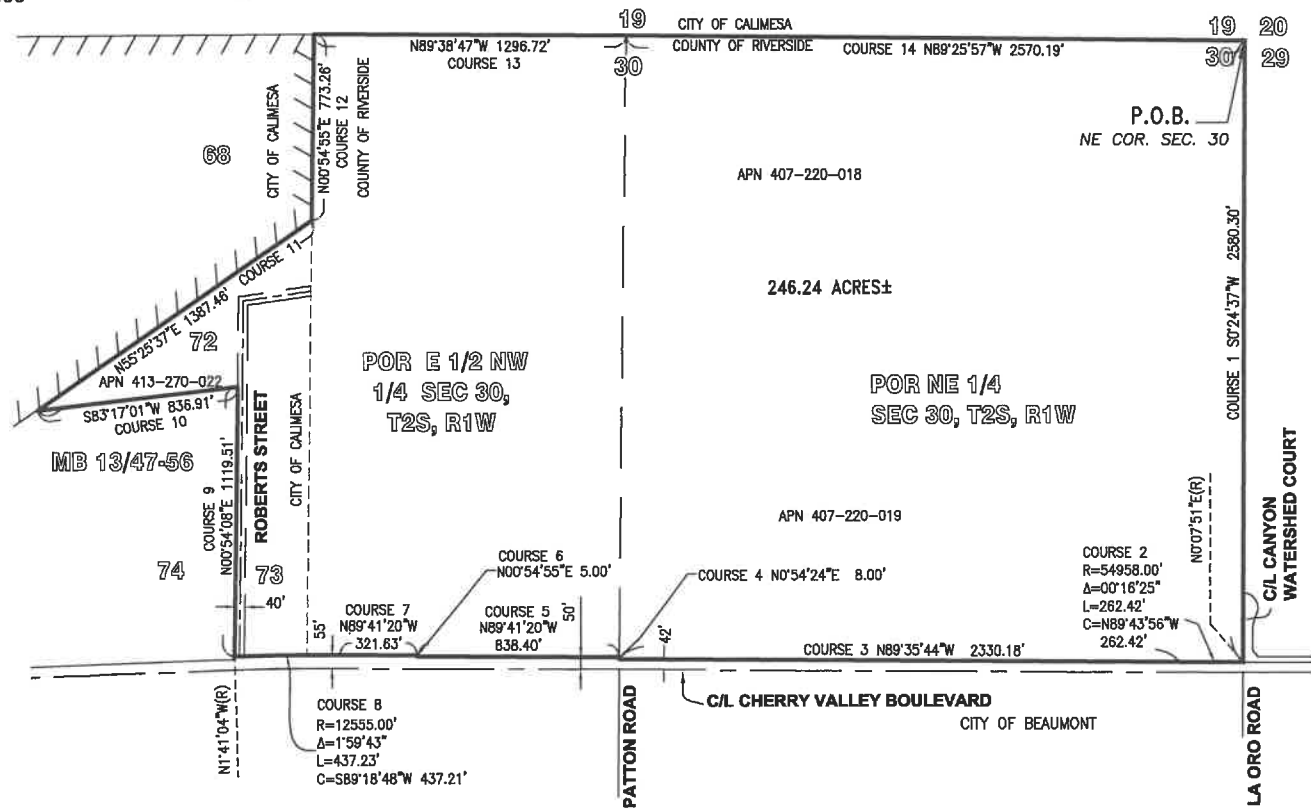 19
CITY OF CALIMESA
19
20
N89°38'47"W 1296.72'
COURSE 13
COUNTY OF RIVERSIDE
COURSE 14 N89°25'57"W 2570.19'
30
30
29
P.O.B.
NE COR. SEC. 30
CITY OF CALIMESA
N00°54'55"E 773.26'
COURSE 12
COUNTY OF RIVERSIDE
68
APN 407-220-018
COURSE 1 S0°24'37"W 2580.30'
246.24 ACRES±
N55°25'37"E 1387.46' COURSE 11
72
APN 413-270-022
S83°17'01"W 836.91'
COURSE 10
POR E 1/2 NW
1/4 SEC 30,
T2S, R1W
POR NE 1/4
SEC 30, T2S, R1W
MB 13/47-56
COURSE 9
N00°54'08"E 1119.51'
ROBERTS STREET
CITY OF CALIMESA
N0°07'51"E(R)
C/L CANYON
WATERSHED COURT
APN 407-220-019
74
73
40'
COURSE 6
N00°54'55"E 5.00'
COURSE 4 N0°54'24"E 8.00'
COURSE 2
R=54958.00'
Δ=00°16'25"
L=262.42'
C=N89°43'56"W
262.42'
COURSE 7
N89°41'20"W
321.63'
COURSE 5
N89°41'20"W
838.40'
55'
50'
42'
COURSE 3 N89°35'44"W 2330.18'
C/L CHERRY VALLEY BOULEVARD
CITY OF BEAUMONT
N1°41'04"W(R)
COURSE 8
R=12555.00'
Δ=1°59'43"
L=437.23'
C=S89°18'48"W 437.21'
PATTON ROAD
LA ORO ROAD